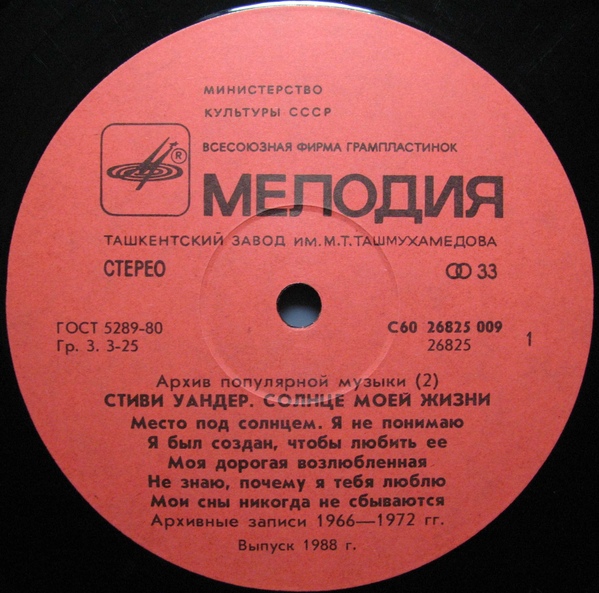 МИНИСТЕРСТВО
КУЛЬТУРЫ СССР
ВСЕСОЮЗНАЯ ФИРМА ГРАМПЛАСТИНОК
®
МЕЛОДИЯ
ТАШКЕНТСКИЙ ЗАВОД ИМ. М.Т.ТАШМУХАМЕДОВА
СТЕРЕО 33
ГОСТ 5289-80 С60 26825 009
Гр. 3. 3-25 26825 1
Архив популярной музыки (2)
СТИВИ УАНДЕР. СОЛНЦЕ МОЕЙ ЖИЗНИ
Место под солнцем. Я не понимаю
Я был создан, чтобы любить ее
Моя дорогая возлюбленная
Не знаю, почему я тебя люблю
Мои сны никогда не сбываются
Архивные записи 1966—1972 гг.
Выпуск 1988 г.